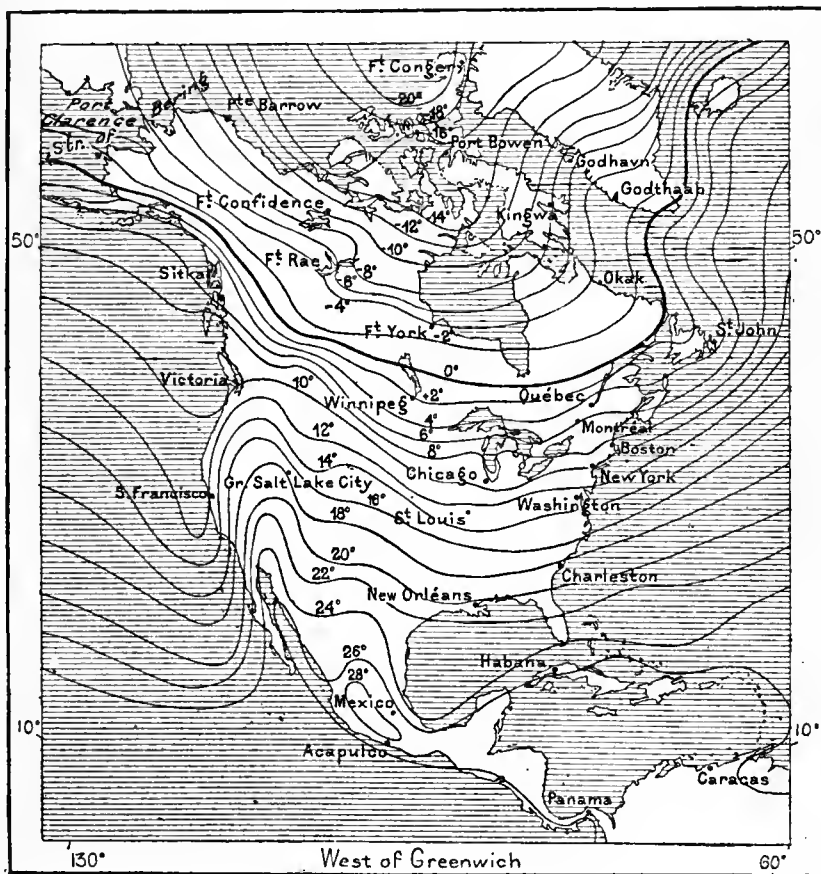 Ft. Conger
Port
Clarence
Str. of
Bering
Pte Barrow
20°
18°
16°
Port Bowen
Godhavn
Godthaab
Ft. Confidence
-14°
-12°
-10°
Kingwa
50°
50°
Sitka
Ft. Rae
-8°
-6°
-4°
Okak
Ft. York
-2°
St. John
0°
Victoria
10°
Winnipeg
+2°
Québec
4°
6°
8°
Montréal
Boston
12°
14°
Chicago
New York
S. Francisco
Gr. Salt Lake City
16°
St. Louis
Washington
18°
20°
22°
New Orléans
Charleston
24°
26°
28°
Habana
Mexico
10°
10°
Acapulco
Caracas
Panama
130°
West of Greenwich
60°